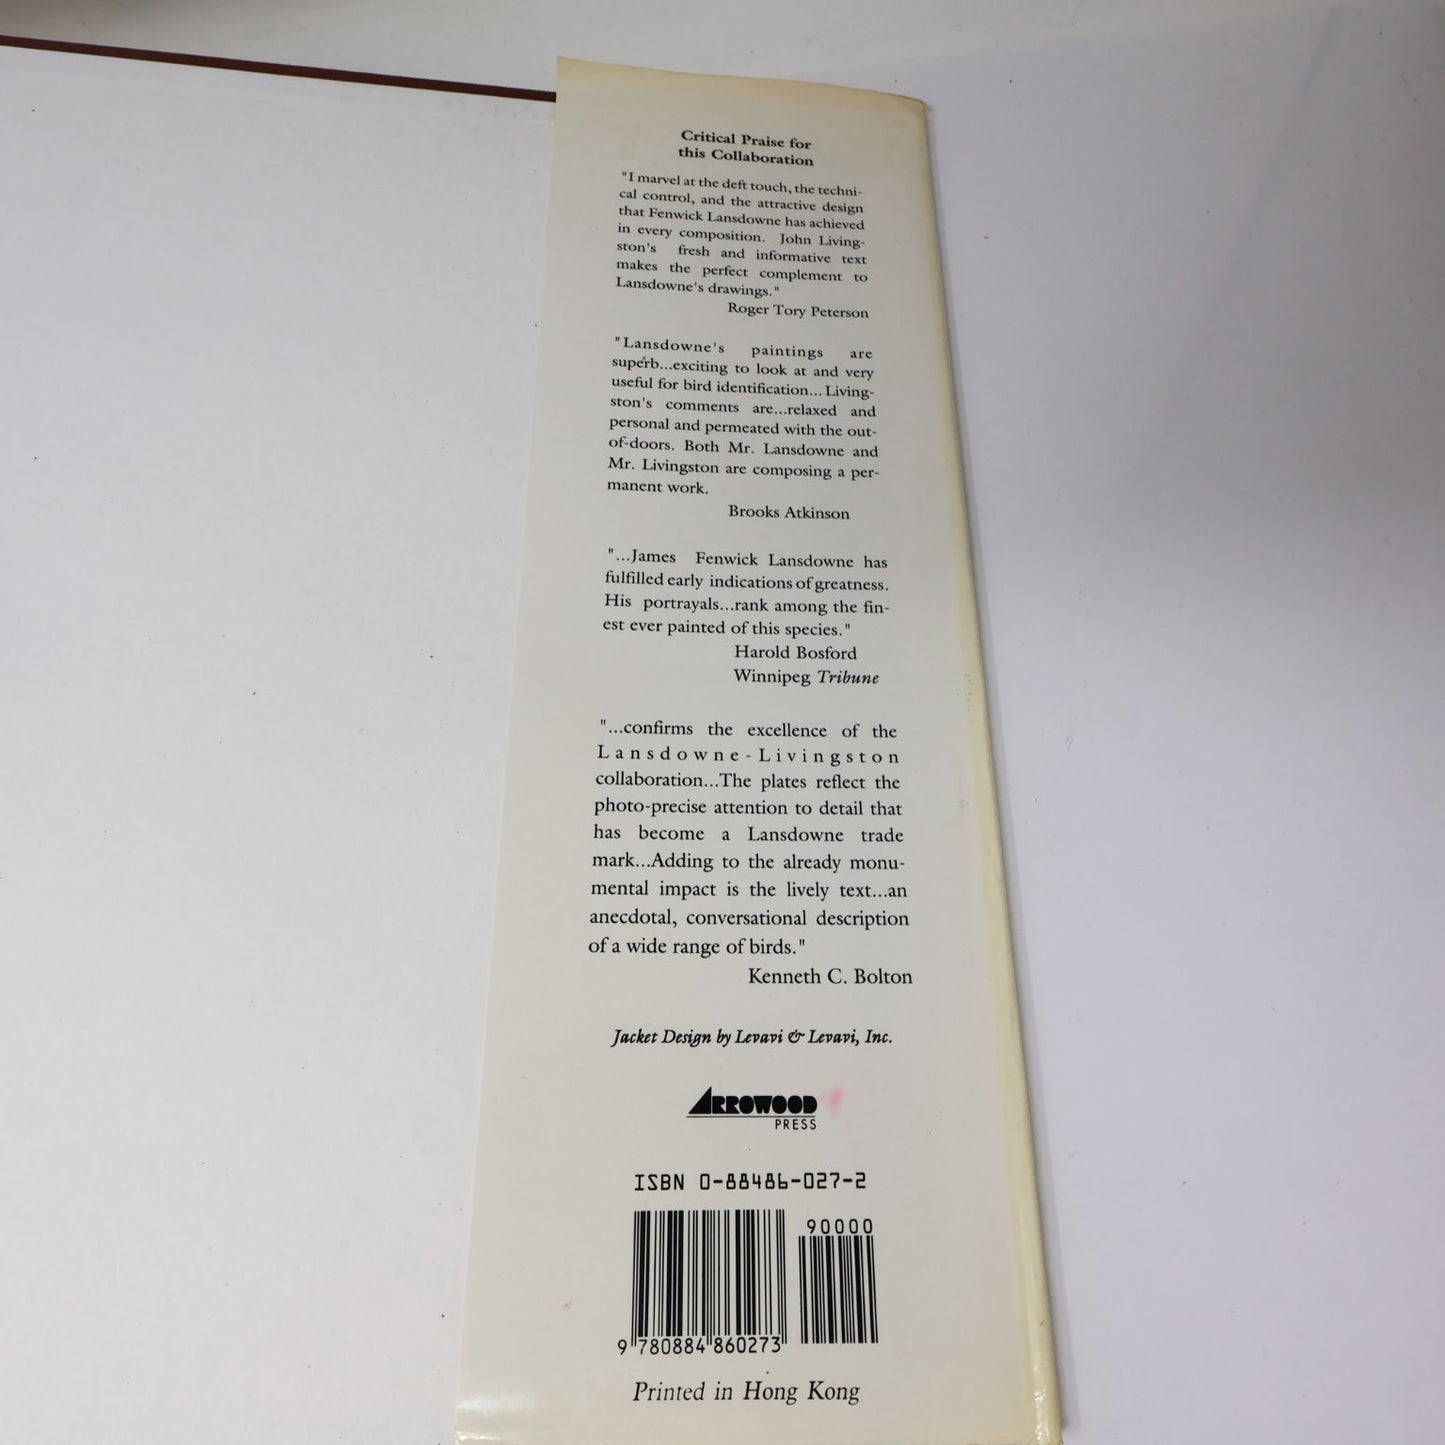 Critical Praise for
this Collaboration
"I marvel at the deft touch, the techni-
cal control, and the attractive design
that Fenwick Lansdowne has achieved
in every composition. John Living-
ston's fresh and informative text
makes the perfect complement to
Lansdowne's drawings."
Roger Tory Peterson
"Lansdowne's paintings are
superb...exciting to look at and very
useful for bird identification... Living-
ston's comments are...relaxed and
personal and permeated with the out-
of-doors. Both Mr. Lansdowne and
Mr. Livingston are composing a per-
manent work.
Brooks Atkinson
"...James Fenwick Lansdowne has
fulfilled early indications of greatness.
His portrayals...rank among the fin-
est ever painted of this species."
Harold Bosford
Winnipeg Tribune
"...confirms the excellence of the
Lansdowne-Livingston
collaboration...The plates reflect the
photo-precise attention to detail that
has become a Lansdowne trade
mark...Adding to the already monu-
mental impact is the lively text...an
anecdotal, conversational description
of a wide range of birds."
Kenneth C. Bolton
Jacket Design by Levavi & Levavi, Inc.
ARROWOOD
PRESS
ISBN 0-88486-027-2
90000
9 780884 860273
Printed in Hong Kong